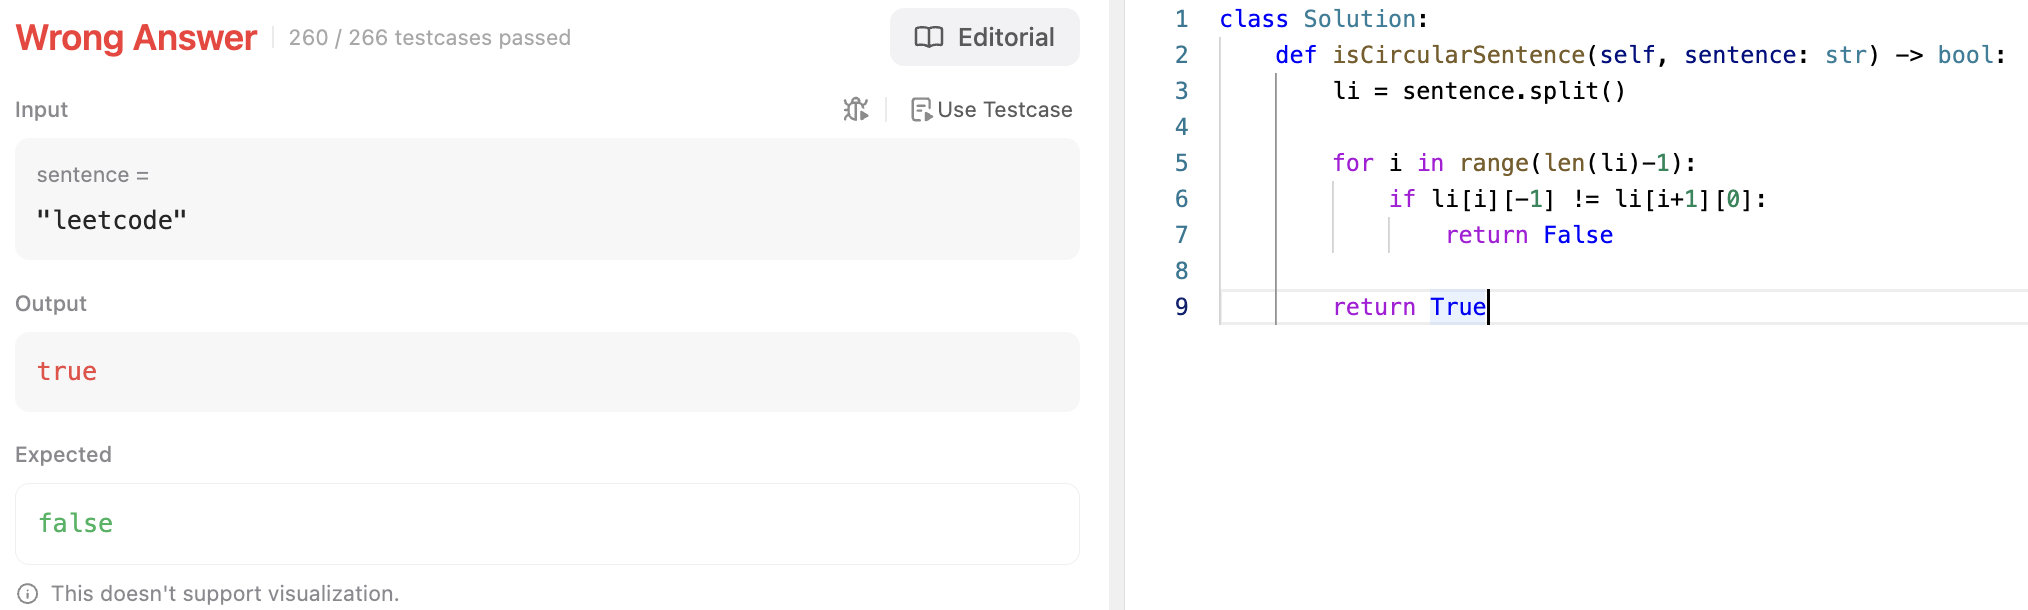 Wrong Answer 260 / 266 testcases passed Editorial
Input Use Testcase
sentence =
"leetcode"
Output
true
Expected
false
This doesn't support visualization.
1 class Solution:
2     def isCircularSentence(self, sentence: str) -> bool:
3         li = sentence.split()
4
5         for i in range(len(li)-1):
6             if li[i][-1] != li[i+1][0]:
7                 return False
8
9         return True